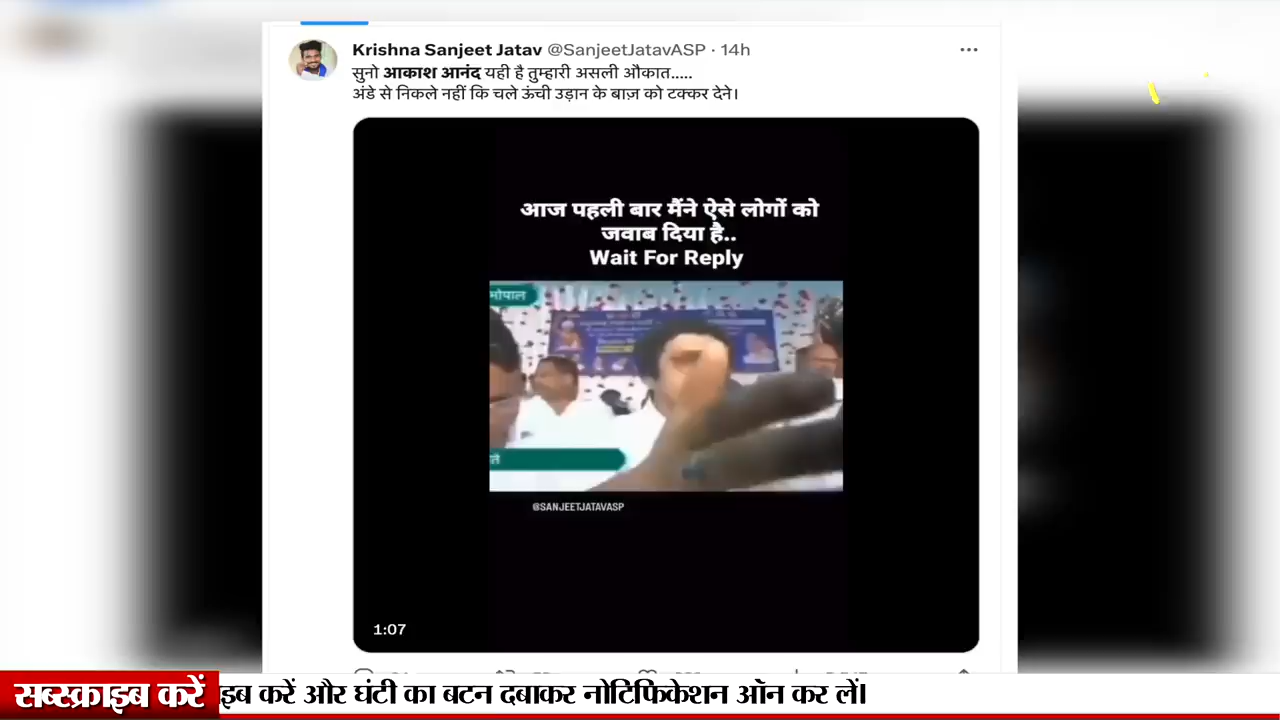 Krishna Sanjeet Jatav @SanjeetJatavASP · 14h
सुनो आकाश आनंद यही है तुम्हारी असली औकात.....
अंडे से निकले नहीं कि चले ऊंची उड़ान के बाज़ को टक्कर देने।
आज पहली बार मैंने ऐसे लोगों को
जवाब दिया है..
Wait For Reply
भोपाल
@SANJEETJATAVASP
1:07
सब्स्क्राइब करें
इब करें और घंटी का बटन दबाकर नोटिफिकेशन ऑन कर लें।